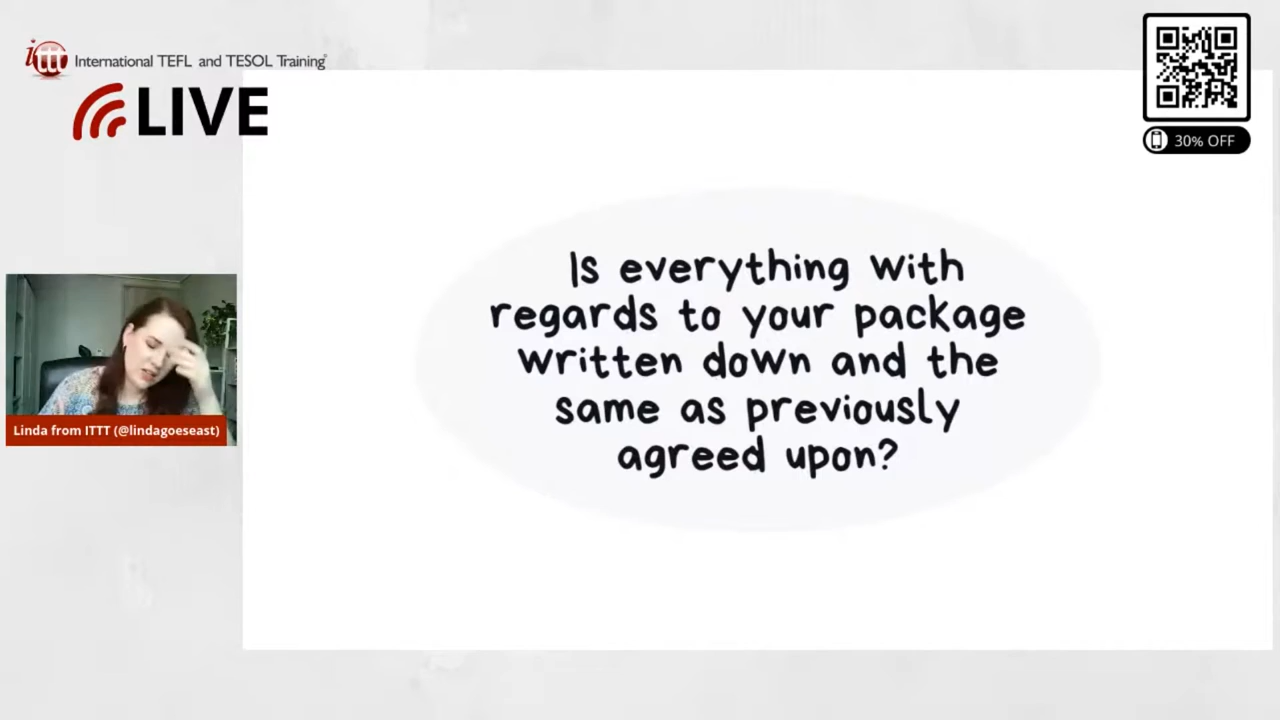 ittt International TEFL and TESOL Training
LIVE
30% OFF
Is everything with
regards to your package
written down and the
same as previously
agreed upon?
Linda from ITTT (@lindagoeseast)